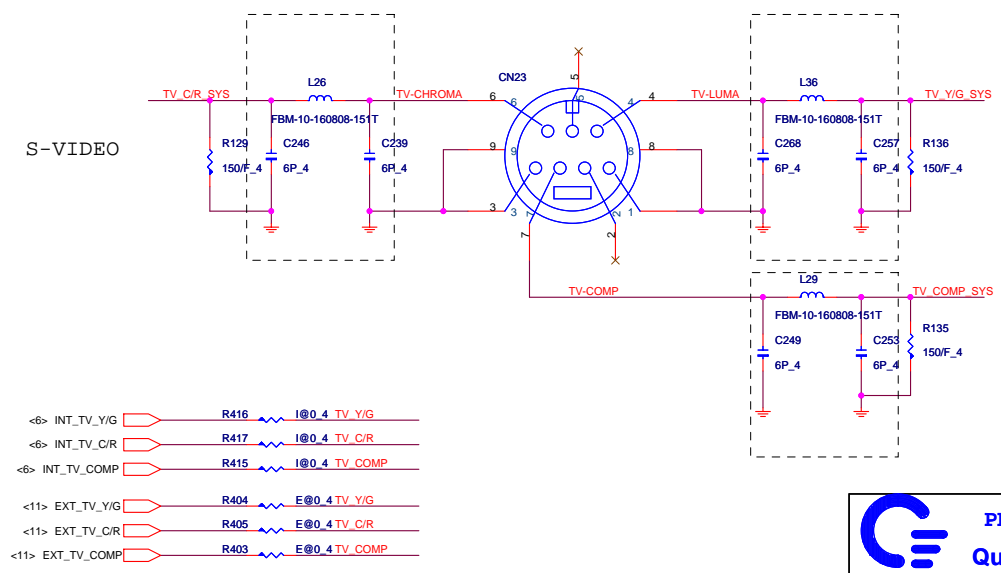 S-VIDEO
TV_C/R_SYS
L26
FBM-10-160808-151T
TV-CHROMA
R129
150/F_4
C246
6P_4
C239
6P_4
CN23
6
6
5
5
4
4
9
9
8
8
3
3
7
7
2
2
1
1
TV-LUMA
L36
FBM-10-160808-151T
TV_Y/G_SYS
C268
6P_4
C257
6P_4
R136
150/F_4
TV-COMP
L29
FBM-10-160808-151T
TV_COMP_SYS
C249
6P_4
C253
6P_4
R135
150/F_4
<6> INT_TV_Y/G R416 I@0_4 TV_Y/G
<6> INT_TV_C/R R417 I@0_4 TV_C/R
<6> INT_TV_COMP R415 I@0_4 TV_COMP
<11> EXT_TV_Y/G R404 E@0_4 TV_Y/G
<11> EXT_TV_C/R R405 E@0_4 TV_C/R
<11> EXT_TV_COMP R403 E@0_4 TV_COMP